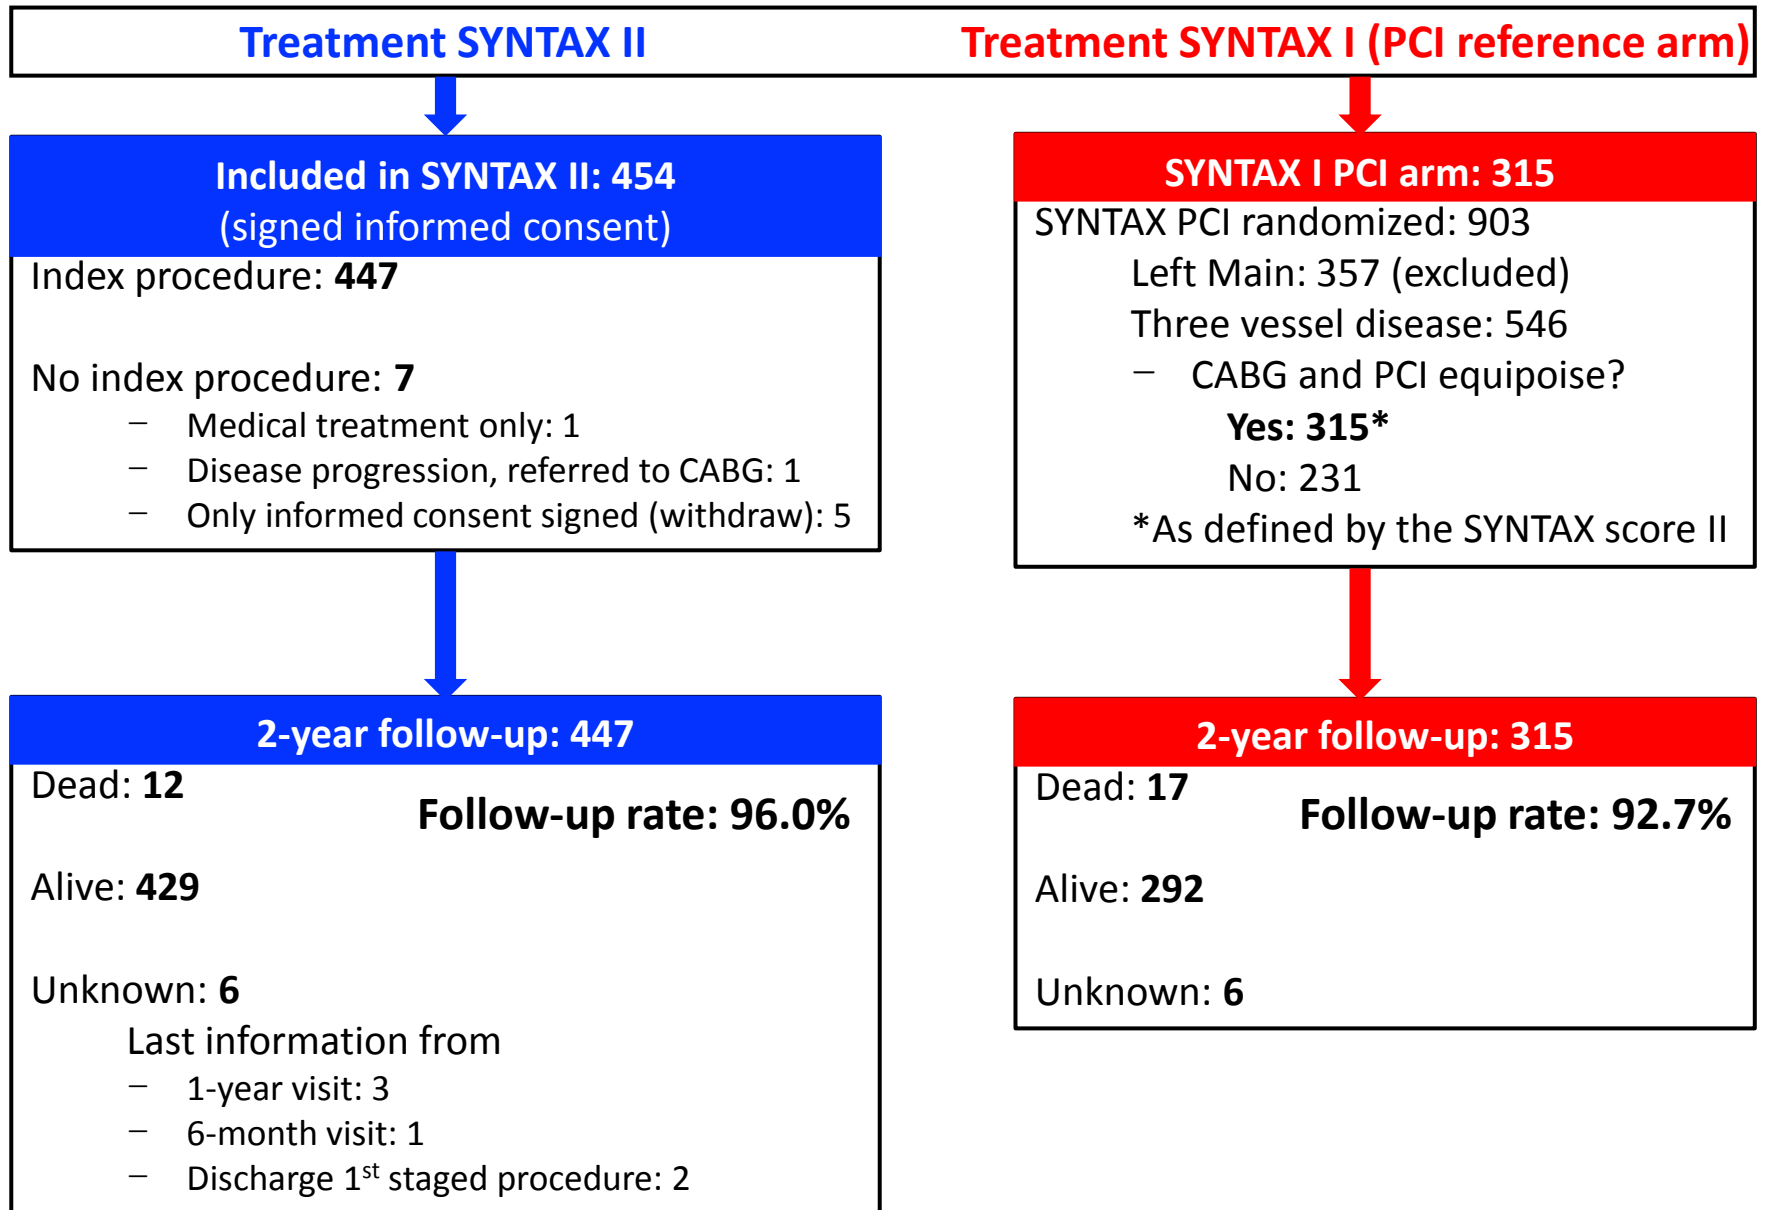 Treatment SYNTAX II
Treatment SYNTAX I (PCI reference arm)
Included in SYNTAX II: 454
(signed informed consent)
Index procedure: 447
No index procedure: 7
– Medical treatment only: 1
– Disease progression, referred to CABG: 1
– Only informed consent signed (withdraw): 5
SYNTAX I PCI arm: 315
SYNTAX PCI randomized: 903
Left Main: 357 (excluded)
Three vessel disease: 546
– CABG and PCI equipoise?
Yes: 315*
No: 231
*As defined by the SYNTAX score II
2-year follow-up: 447
Dead: 12
Follow-up rate: 96.0%
Alive: 429
Unknown: 6
Last information from
– 1-year visit: 3
– 6-month visit: 1
– Discharge 1st staged procedure: 2
2-year follow-up: 315
Dead: 17
Follow-up rate: 92.7%
Alive: 292
Unknown: 6